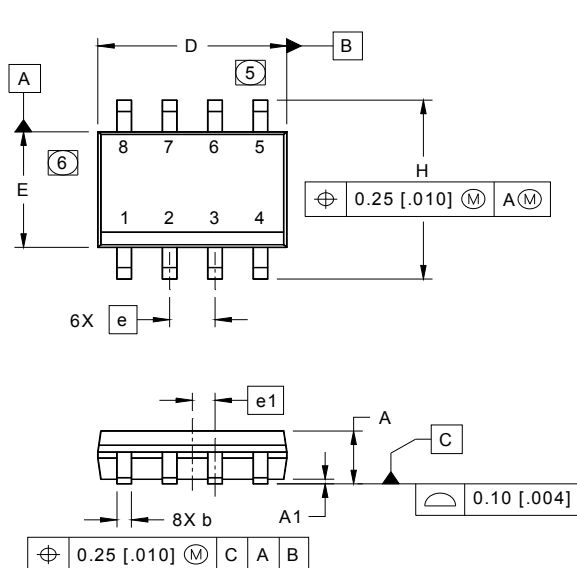 D
B
5
A
8 7 6 5
6
E
H
⌖ 0.25 [.010] Ⓜ A Ⓜ
1 2 3 4
6X e
e1
A
C
A1
⌓ 0.10 [.004]
8X b
⌖ 0.25 [.010] Ⓜ C A B